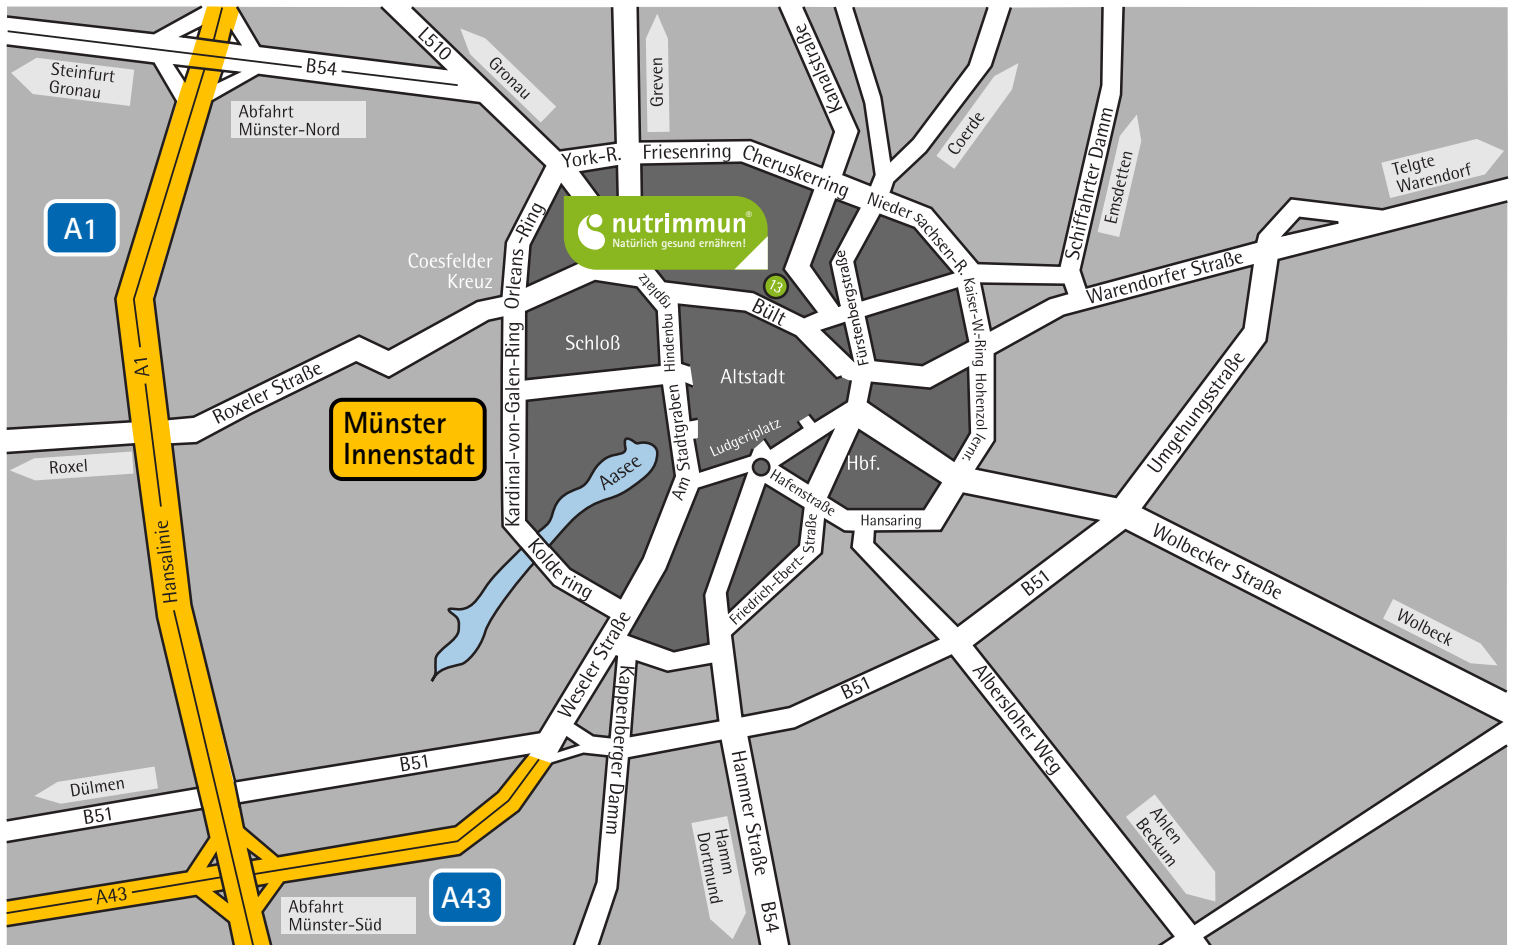 L510
B54
Steinfurt
Gronau
Gronau
Greven
Kanalstraße
Abfahrt
Münster-Nord
Coerde
Emsdetten
Schiffahrter Damm
Telgte
Warendorf
York-R.
Friesenring
Cheruskerring
Niedersachsen-R.
A1
nutrimmun®
Natürlich gesund ernähren!
Orleans-Ring
Coesfelder
Kreuz
Hindenburgplatz
13
Bült
Fürstenbergstraße
Kaiser-W.-Ring
Warendorfer Straße
Schloß
Altstadt
A1
Roxeler Straße
Kardinal-von-Galen-Ring
Hohenzollernr.
Umgehungsstraße
Münster
Innenstadt
Am Stadtgraben
Ludgeriplatz
Hbf.
Roxel
Aasee
Hafenstraße
Hansaring
Hansalinie
Kolde ring
Friedrich-Ebert-Straße
Wolbecker Straße
B51
Wolbeck
Weseler Straße
Kappenberger Damm
B51
Albersloher Weg
B51
Dülmen
B51
Hammer Straße
B54
Hamm
Dortmund
Ahlen
Beckum
A43
A43
Abfahrt
Münster-Süd